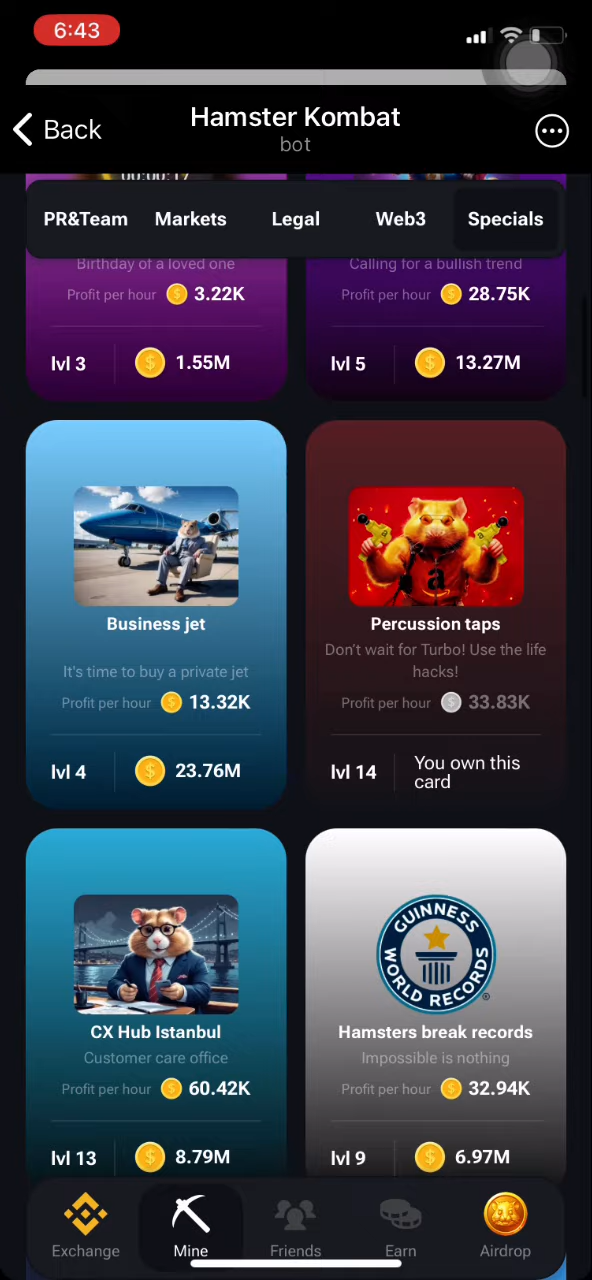 6:43
Back
Hamster Kombat
bot
00:00:17
PR&Team
Markets
Legal
Web3
Specials
Birthday of a loved one
Profit per hour 3.22K
lvl 3
1.55M
Calling for a bullish trend
Profit per hour 28.75K
lvl 5
13.27M
Business jet
It's time to buy a private jet
Profit per hour 13.32K
lvl 4
23.76M
a
Percussion taps
Don't wait for Turbo! Use the life
hacks!
Profit per hour 33.83K
lvl 14
You own this
card
CX Hub Istanbul
Customer care office
Profit per hour 60.42K
lvl 13
8.79M
GUINNESS
WORLD RECORDS
®
Hamsters break records
Impossible is nothing
Profit per hour 32.94K
lvl 9
6.97M
Exchange
Mine
Friends
Earn
Airdrop